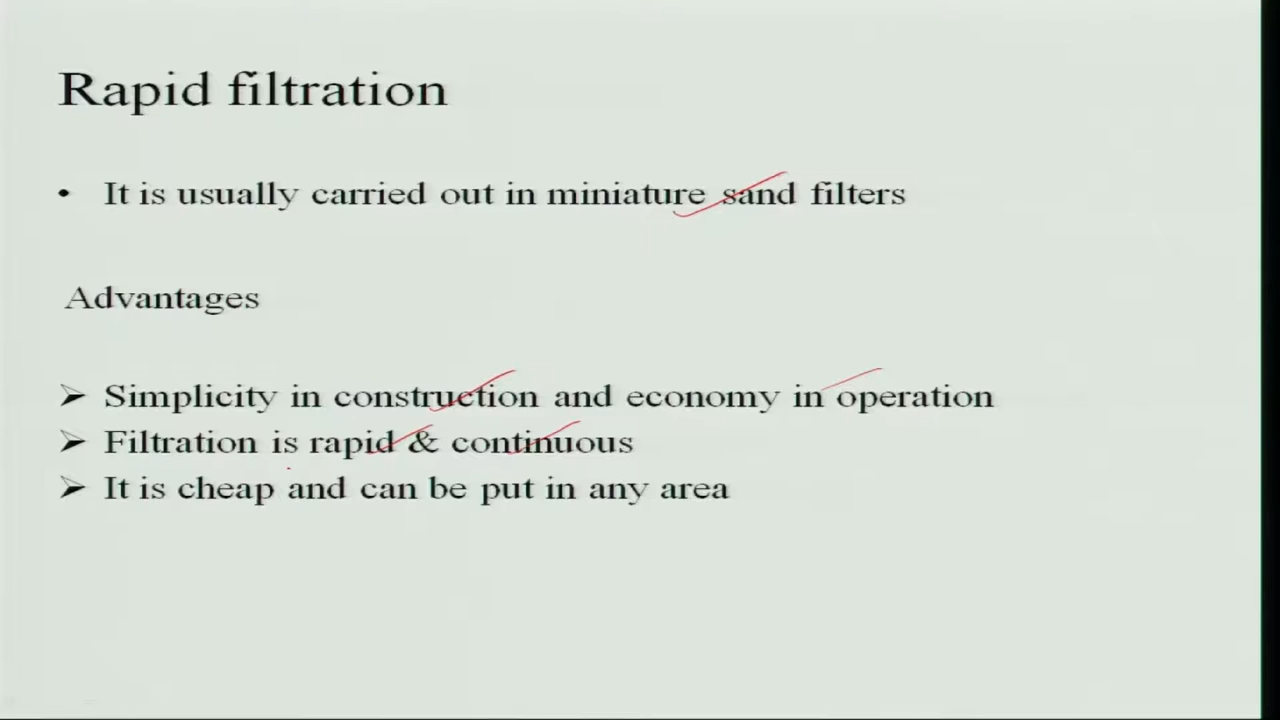 Rapid filtration
• It is usually carried out in miniature sand filters
Advantages
➢ Simplicity in construction and economy in operation
➢ Filtration is rapid & continuous
➢ It is cheap and can be put in any area